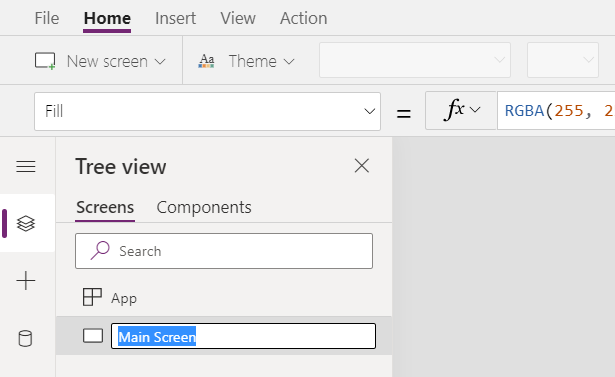 File Home Insert View Action
New screen Aa Theme
Fill = fx RGBA(255, 2
Tree view
Screens Components
Search
App
Main Screen